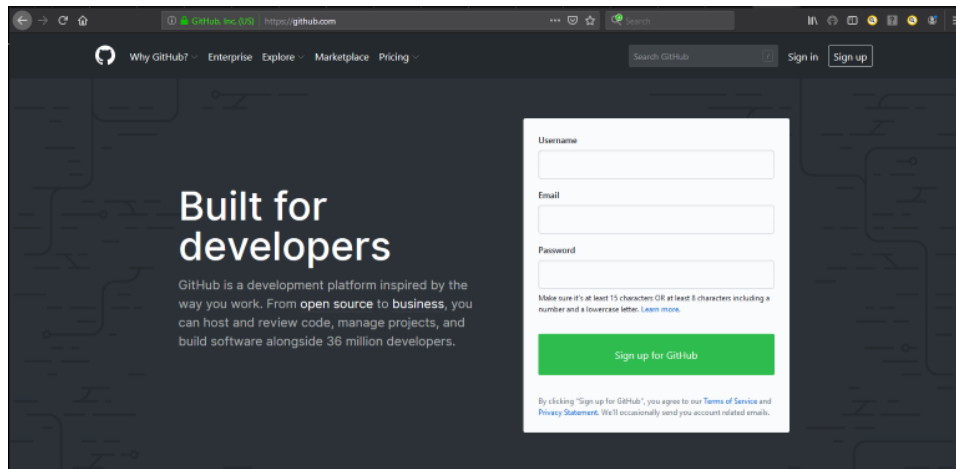 GitHub, Inc. (US) https://github.com Search
Why GitHub? Enterprise Explore Marketplace Pricing Search GitHub / Sign in Sign up
Built for
developers
GitHub is a development platform inspired by the
way you work. From open source to business, you
can host and review code, manage projects, and
build software alongside 36 million developers.
Username
Email
Password
Make sure it's at least 15 characters OR at least 8 characters including a
number and a lowercase letter. Learn more.
Sign up for GitHub
By clicking "Sign up for GitHub", you agree to our Terms of Service and
Privacy Statement. We'll occasionally send you account related emails.